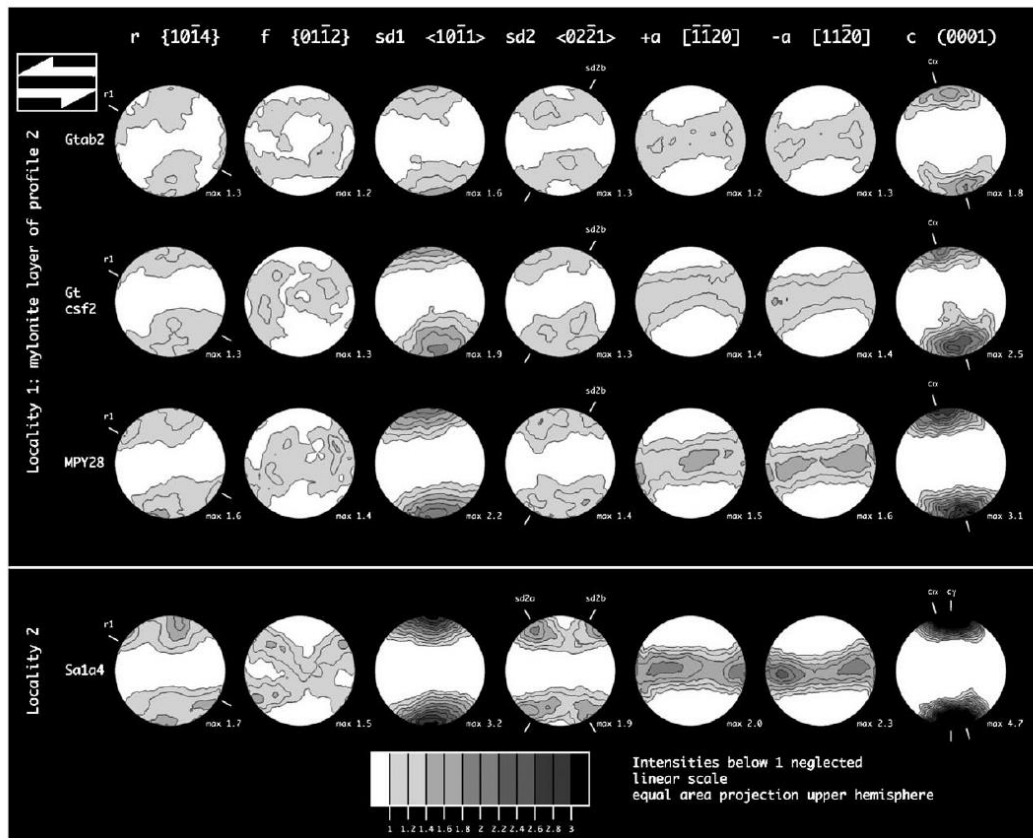 r {101̄4} f {011̄2} sd1 <101̄1> sd2 <022̄1> +a [1̄1̄20] -a [112̄0] c (0001)
Locality 1: mylonite layer of profile 2
r1 sd2b cα
Gtab2
max 1.3 max 1.2 max 1.6 max 1.3 max 1.2 max 1.3 max 1.8
r1 sd2b cα
Gt
csf2
max 1.3 max 1.3 max 1.9 max 1.3 max 1.4 max 1.4 max 2.5
r1 sd2b cα
MPY28
max 1.6 max 1.4 max 2.2 max 1.4 max 1.5 max 1.6 max 3.1
Locality 2
r1 sd2a sd2b cα cγ
Sa1a4
max 1.7 max 1.5 max 3.2 max 1.9 max 2.0 max 2.3 max 4.7
Intensities below 1 neglected
linear scale
equal area projection upper hemisphere
1 1.2 1.4 1.6 1.8 2 2.2 2.4 2.6 2.8 3